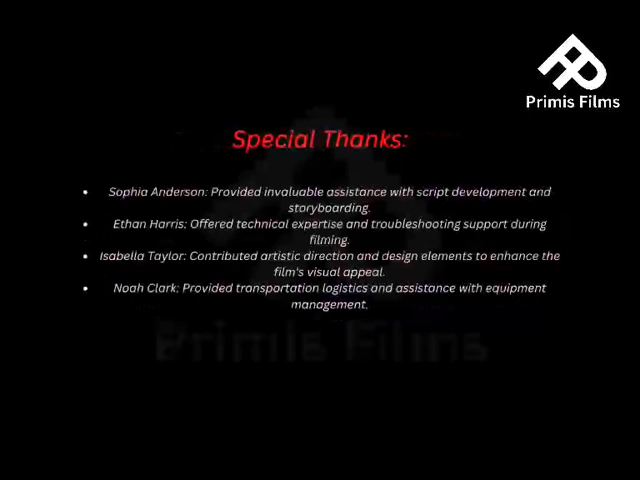 Primis Films
Special Thanks:
• Sophia Anderson: Provided invaluable assistance with script development and
storyboarding.
• Ethan Harris: Offered technical expertise and troubleshooting support during
filming.
• Isabella Taylor: Contributed artistic direction and design elements to enhance the
film's visual appeal.
• Noah Clark: Provided transportation logistics and assistance with equipment
management.
Primis Films